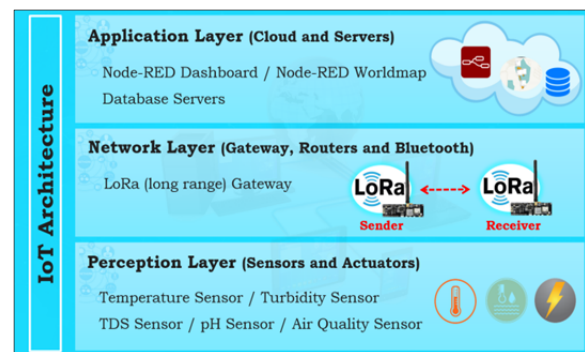 IoT Architecture
Application Layer (Cloud and Servers)
Node-RED Dashboard / Node-RED Worldmap
Database Servers
Network Layer (Gateway, Routers and Bluetooth)
LoRa (long range) Gateway
LoRa
LoRa
Sender
Receiver
Perception Layer (Sensors and Actuators)
Temperature Sensor / Turbidity Sensor
TDS Sensor / pH Sensor / Air Quality Sensor